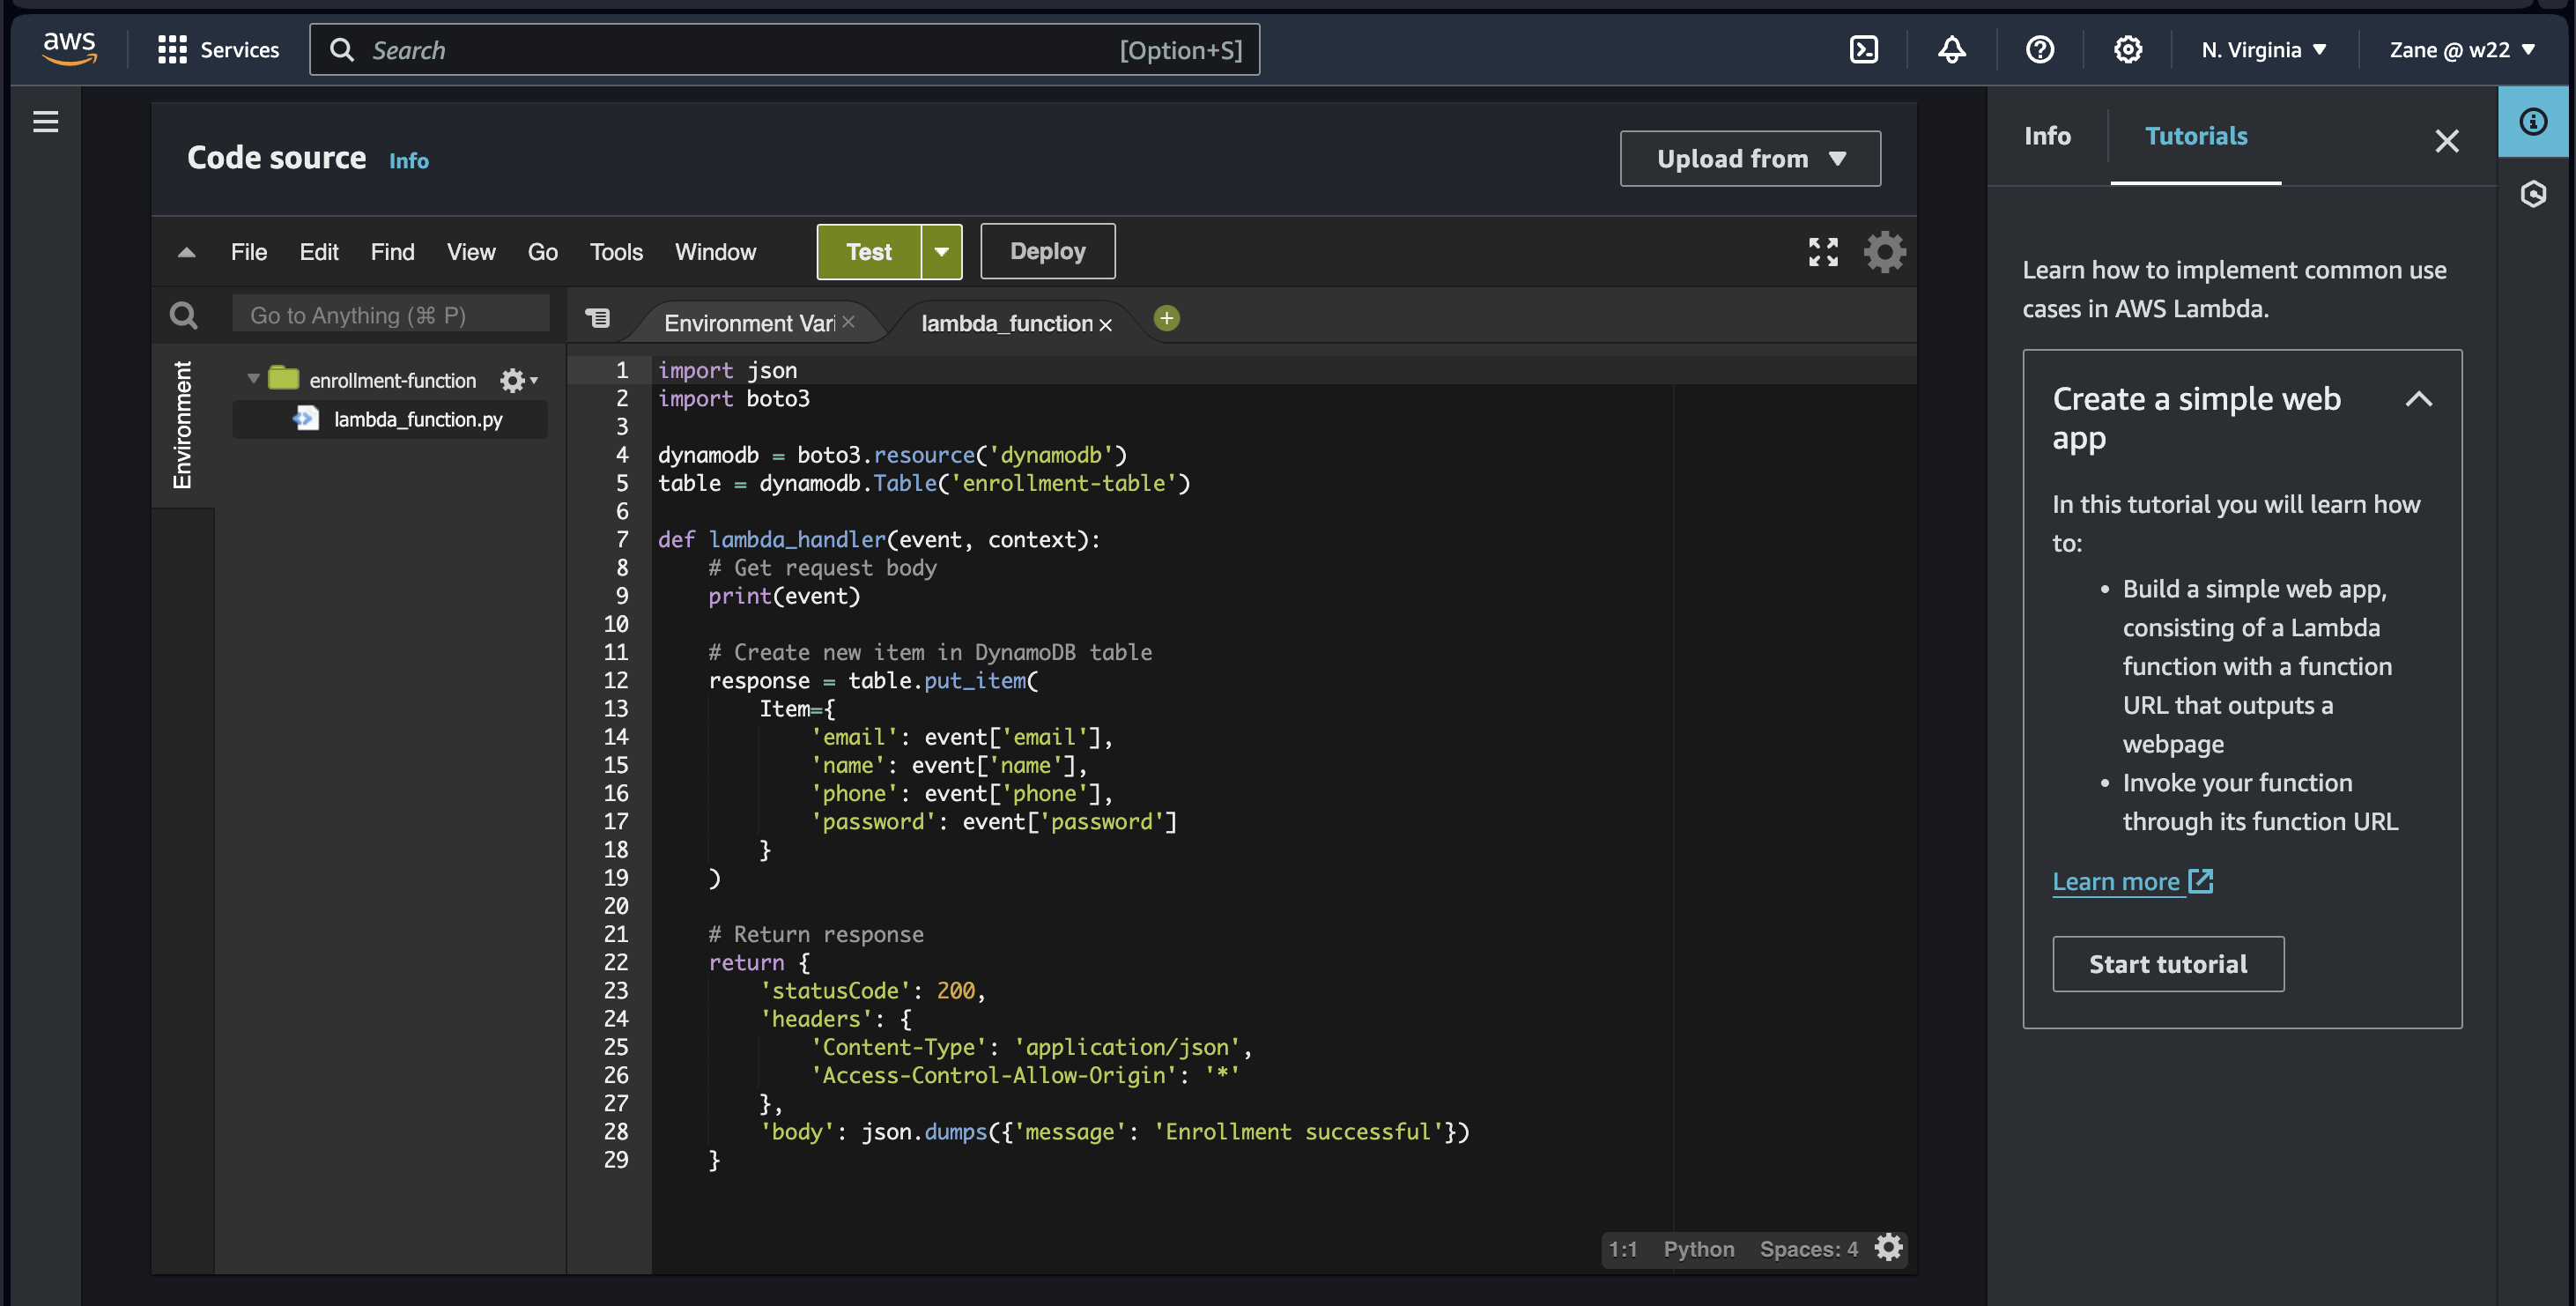 aws
Services
Search
[Option+S]
N. Virginia
Zane @ w22
Code source
Info
Upload from
File
Edit
Find
View
Go
Tools
Window
Test
Deploy
Go to Anything (⌘ P)
Environment Vari
lambda_function
Environment
enrollment-function
lambda_function.py
1 import json
2 import boto3
3
4 dynamodb = boto3.resource('dynamodb')
5 table = dynamodb.Table('enrollment-table')
6
7 def lambda_handler(event, context):
8     # Get request body
9     print(event)
10
11     # Create new item in DynamoDB table
12     response = table.put_item(
13         Item={
14             'email': event['email'],
15             'name': event['name'],
16             'phone': event['phone'],
17             'password': event['password']
18         }
19     )
20
21     # Return response
22     return {
23         'statusCode': 200,
24         'headers': {
25             'Content-Type': 'application/json',
26             'Access-Control-Allow-Origin': '*'
27         },
28         'body': json.dumps({'message': 'Enrollment successful'})
29     }
1:1
Python
Spaces: 4
Info
Tutorials
Learn how to implement common use
cases in AWS Lambda.
Create a simple web
app
In this tutorial you will learn how
to:
• Build a simple web app,
consisting of a Lambda
function with a function
URL that outputs a
webpage
• Invoke your function
through its function URL
Learn more
Start tutorial